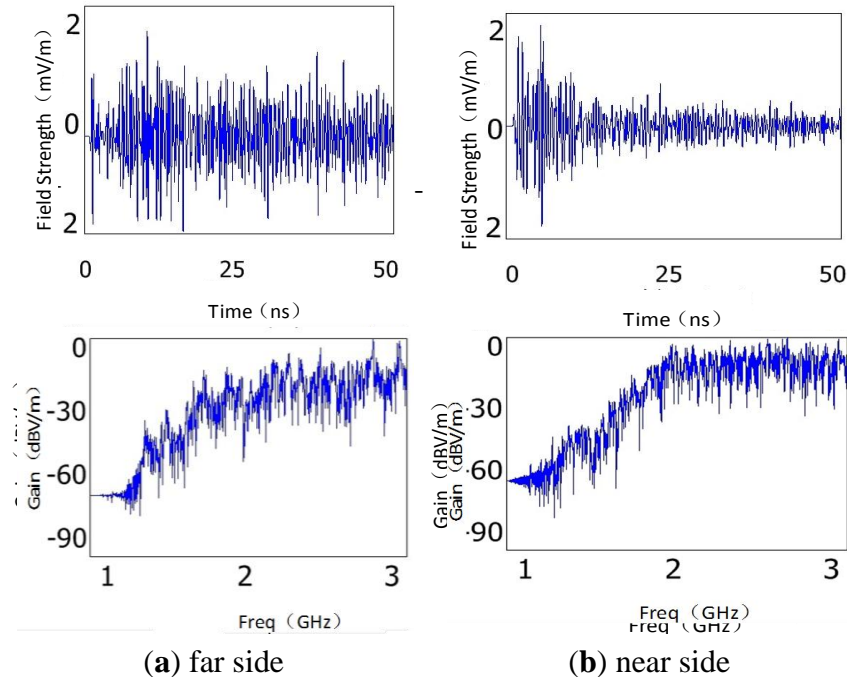 2
0
2
Field Strength（mV/m）
0
25
50
Time（ns）
2
0
2
Field Strength（mV/m）
0
25
50
Time（ns）
0
-30
-60
-90
Gain（dBV/m）
1
2
3
Freq（GHz）
0
-30
-60
-90
Gain（dBV/m）
Gain（dBV/m）
1
2
3
Freq（GHz）
Freq（GHz）
(a) far side
(b) near side